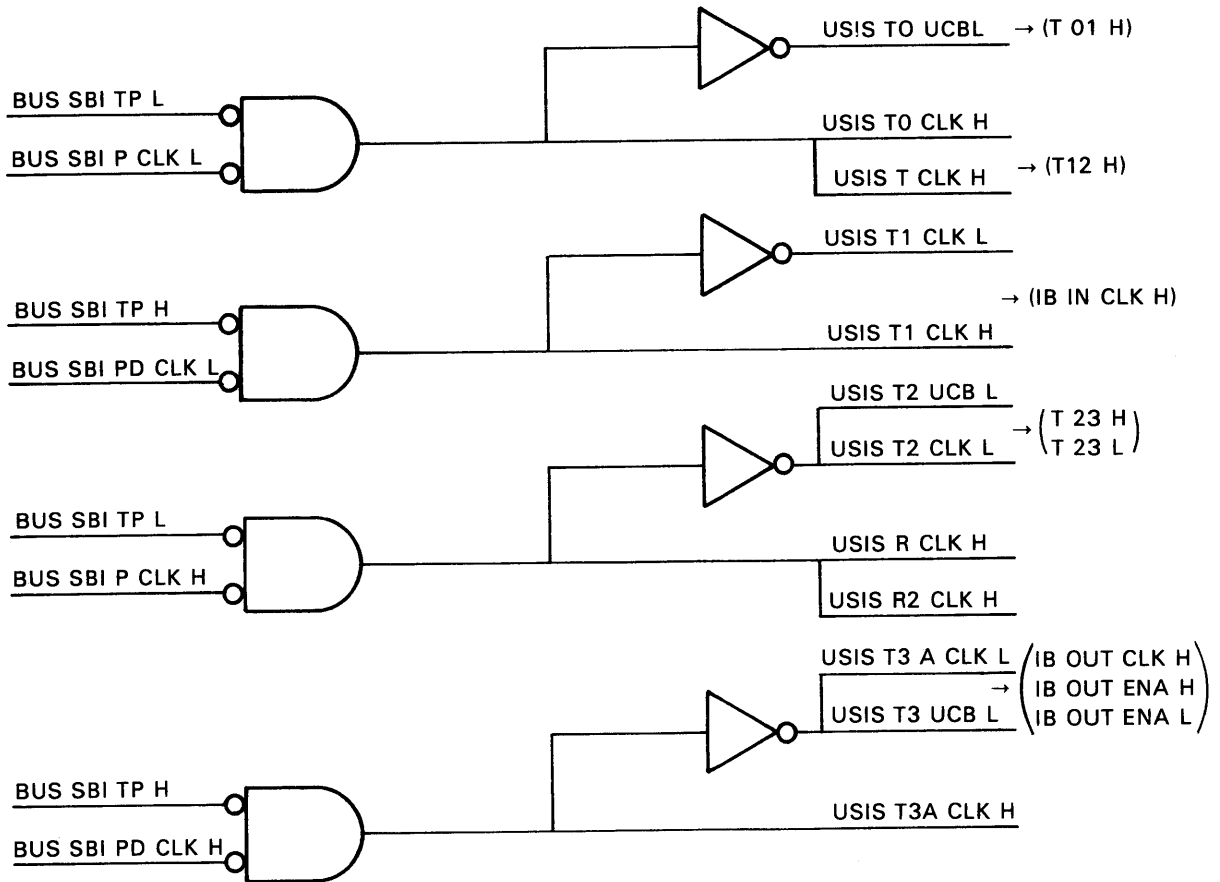 US!S TO UCBL → (T 01 H)
BUS SBI TP L
USIS T0 CLK H
BUS SBI P CLK L
USIS T CLK H → (T12 H)
USIS T1 CLK L
BUS SBI TP H
→ (IB IN CLK H)
USIS T1 CLK H
BUS SBI PD CLK L
USIS T2 UCB L
→ (T 23 H
T 23 L)
USIS T2 CLK L
BUS SBI TP L
USIS R CLK H
BUS SBI P CLK H
USIS R2 CLK H
USIS T3 A CLK L
→ (IB OUT CLK H
IB OUT ENA H
IB OUT ENA L)
USIS T3 UCB L
BUS SBI TP H
USIS T3A CLK H
BUS SBI PD CLK H